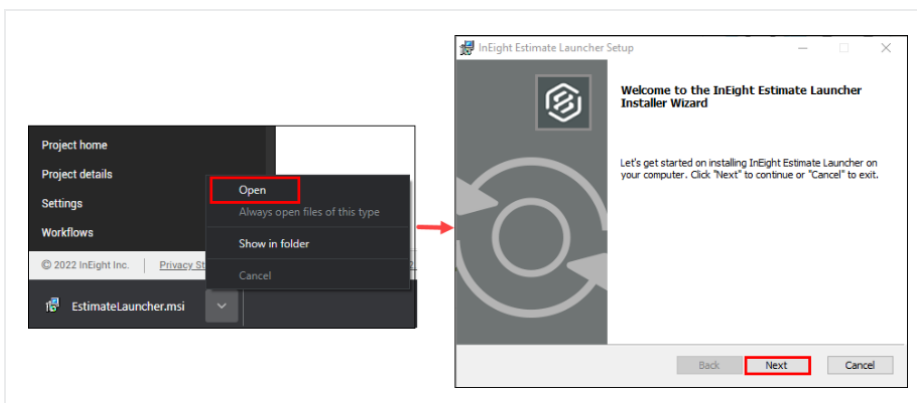 Project home
Project details
Settings
Workflows
© 2022 InEight Inc.
Privacy St
Open
Always open files of this type
Show in folder
Cancel
EstimateLauncher.msi
InEight Estimate Launcher Setup
Welcome to the InEight Estimate Launcher
Installer Wizard
Let's get started on installing InEight Estimate Launcher on
your computer. Click "Next" to continue or "Cancel" to exit.
Back
Next
Cancel